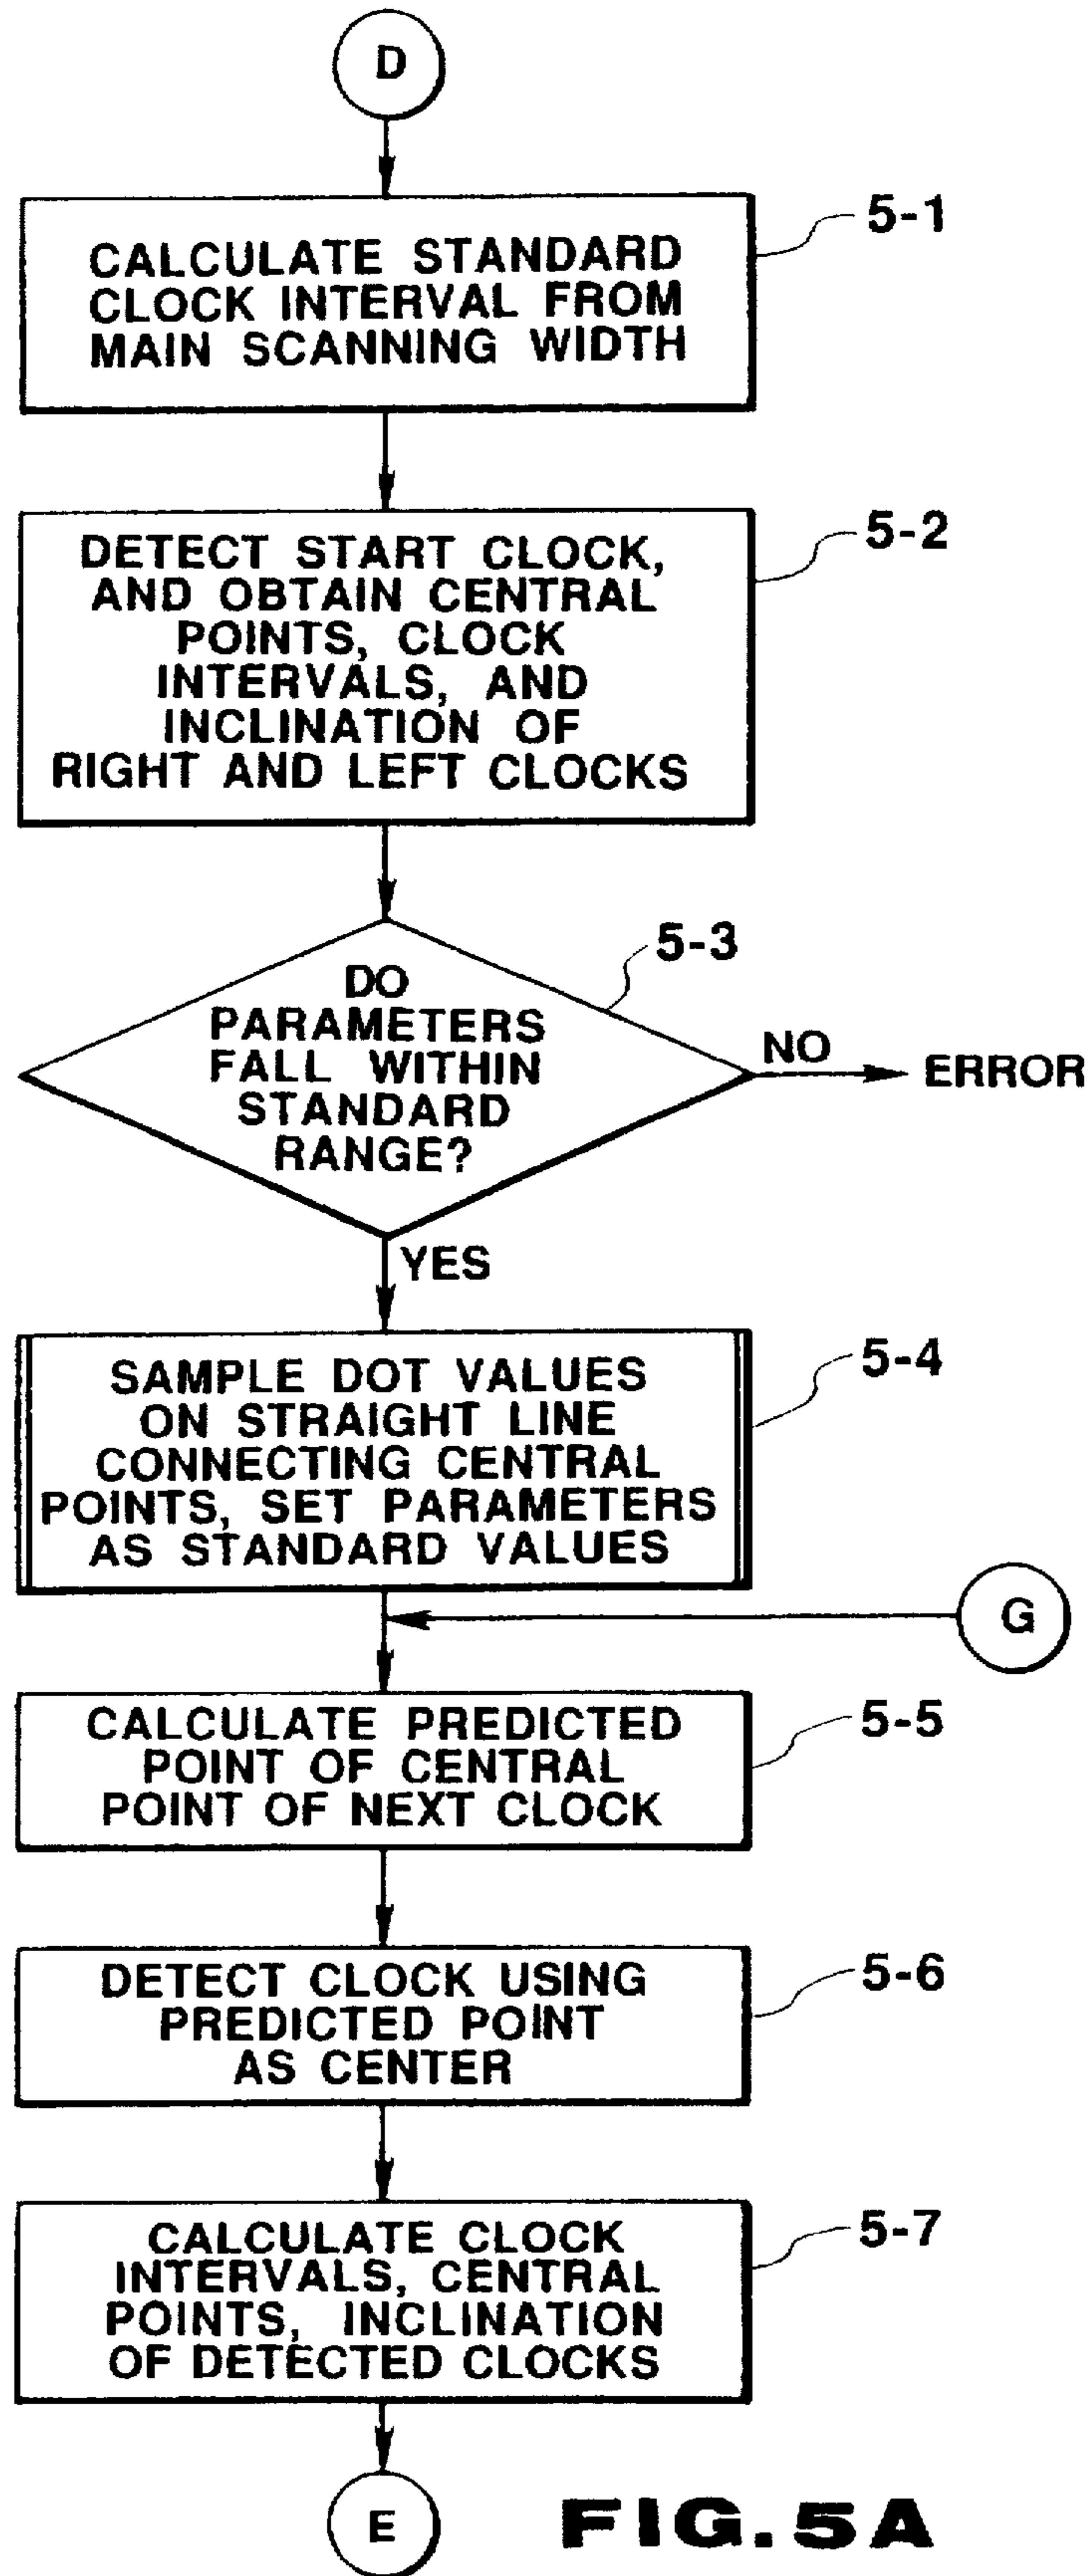 D
5-1
CALCULATE STANDARD
CLOCK INTERVAL FROM
MAIN SCANNING WIDTH
5-2
DETECT START CLOCK,
AND OBTAIN CENTRAL
POINTS, CLOCK
INTERVALS, AND
INCLINATION OF
RIGHT AND LEFT CLOCKS
5-3
DO
PARAMETERS
FALL WITHIN
STANDARD
RANGE?
NO
ERROR
YES
5-4
SAMPLE DOT VALUES
ON STRAIGHT LINE
CONNECTING CENTRAL
POINTS, SET PARAMETERS
AS STANDARD VALUES
G
5-5
CALCULATE PREDICTED
POINT OF CENTRAL
POINT OF NEXT CLOCK
5-6
DETECT CLOCK USING
PREDICTED POINT
AS CENTER
5-7
CALCULATE CLOCK
INTERVALS, CENTRAL
POINTS, INCLINATION
OF DETECTED CLOCKS
E
FIG.5A